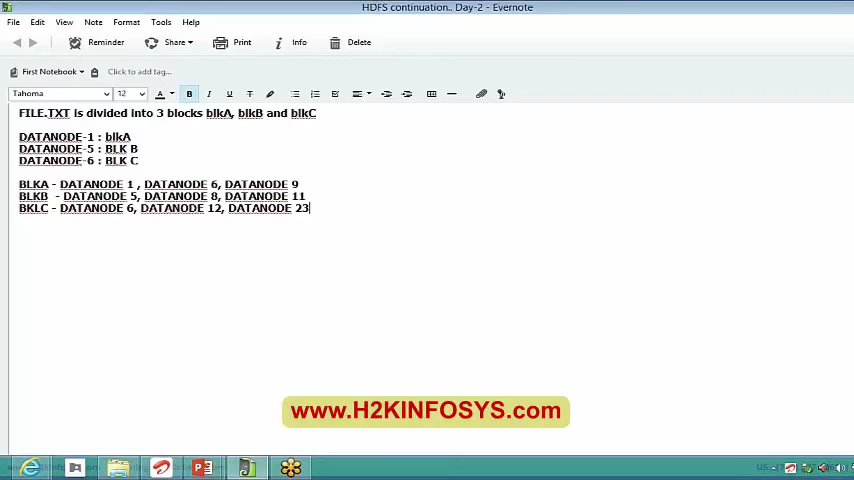 HDFS continuation.. Day-2 - Evernote
File Edit View Note Format Tools Help
Reminder Share Print Info Delete
First Notebook Click to add tag...
Tahoma 12 A B I U T
FILE.TXT is divided into 3 blocks blkA, blkB and blkC
DATANODE-1 : blkA
DATANODE-5 : BLK B
DATANODE-6 : BLK C
BLKA - DATANODE 1 , DATANODE 6, DATANODE 9
BLKB - DATANODE 5, DATANODE 8, DATANODE 11
BKLC - DATANODE 6, DATANODE 12, DATANODE 23
www.H2KINFOSYS.com
US